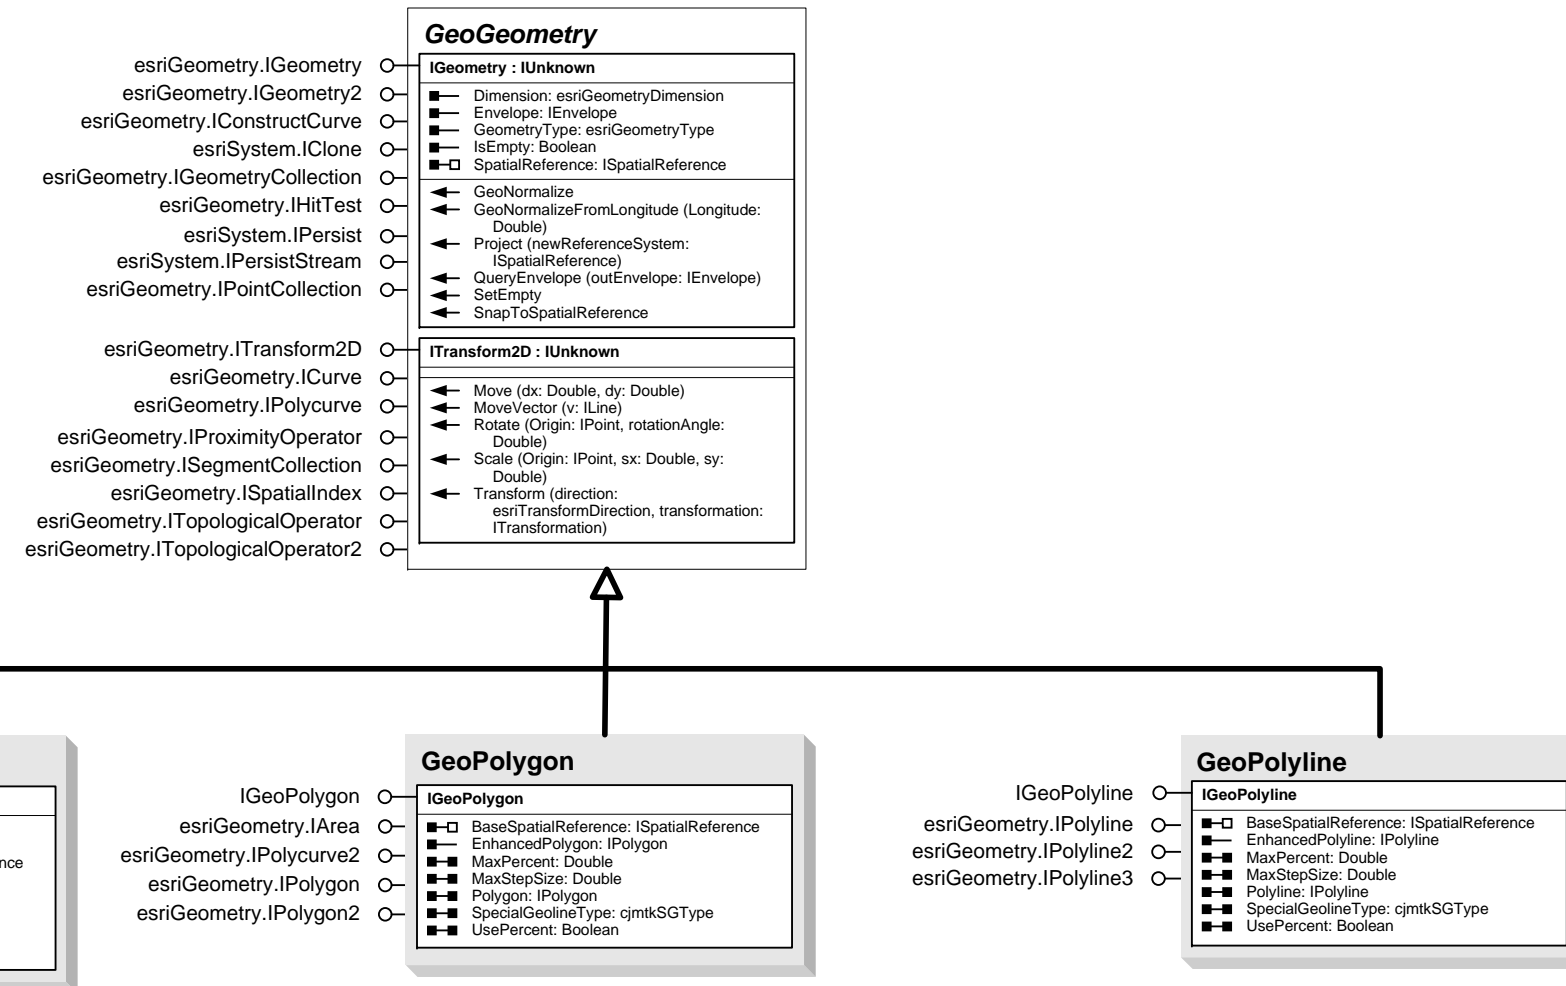 GeoGeometry
esriGeometry.IGeometry
esriGeometry.IGeometry2
esriGeometry.IConstructCurve
esriSystem.IClone
esriGeometry.IGeometryCollection
esriGeometry.IHitTest
esriSystem.IPersist
esriSystem.IPersistStream
esriGeometry.IPointCollection
esriGeometry.ITransform2D
esriGeometry.ICurve
esriGeometry.IPolycurve
esriGeometry.IProximityOperator
esriGeometry.ISegmentCollection
esriGeometry.ISpatialIndex
esriGeometry.ITopologicalOperator
esriGeometry.ITopologicalOperator2
IGeometry : IUnknown
Dimension: esriGeometryDimension
Envelope: IEnvelope
GeometryType: esriGeometryType
IsEmpty: Boolean
SpatialReference: ISpatialReference
GeoNormalize
GeoNormalizeFromLongitude (Longitude:
Double)
Project (newReferenceSystem:
ISpatialReference)
QueryEnvelope (outEnvelope: IEnvelope)
SetEmpty
SnapToSpatialReference
ITransform2D : IUnknown
Move (dx: Double, dy: Double)
MoveVector (v: ILine)
Rotate (Origin: IPoint, rotationAngle:
Double)
Scale (Origin: IPoint, sx: Double, sy:
Double)
Transform (direction:
esriTransformDirection, transformation:
ITransformation)
nce
GeoPolygon
IGeoPolygon
esriGeometry.IArea
esriGeometry.IPolycurve2
esriGeometry.IPolygon
esriGeometry.IPolygon2
IGeoPolygon
BaseSpatialReference: ISpatialReference
EnhancedPolygon: IPolygon
MaxPercent: Double
MaxStepSize: Double
Polygon: IPolygon
SpecialGeolineType: cjmtkSGType
UsePercent: Boolean
GeoPolyline
IGeoPolyline
esriGeometry.IPolyline
esriGeometry.IPolyline2
esriGeometry.IPolyline3
IGeoPolyline
BaseSpatialReference: ISpatialReference
EnhancedPolyline: IPolyline
MaxPercent: Double
MaxStepSize: Double
Polyline: IPolyline
SpecialGeolineType: cjmtkSGType
UsePercent: Boolean